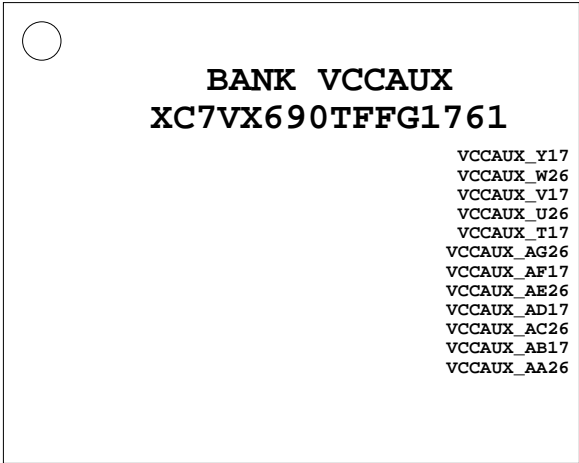 BANK VCCAUX
XC7VX690TFFG1761
VCCAUX_Y17
VCCAUX_W26
VCCAUX_V17
VCCAUX_U26
VCCAUX_T17
VCCAUX_AG26
VCCAUX_AF17
VCCAUX_AE26
VCCAUX_AD17
VCCAUX_AC26
VCCAUX_AB17
VCCAUX_AA26